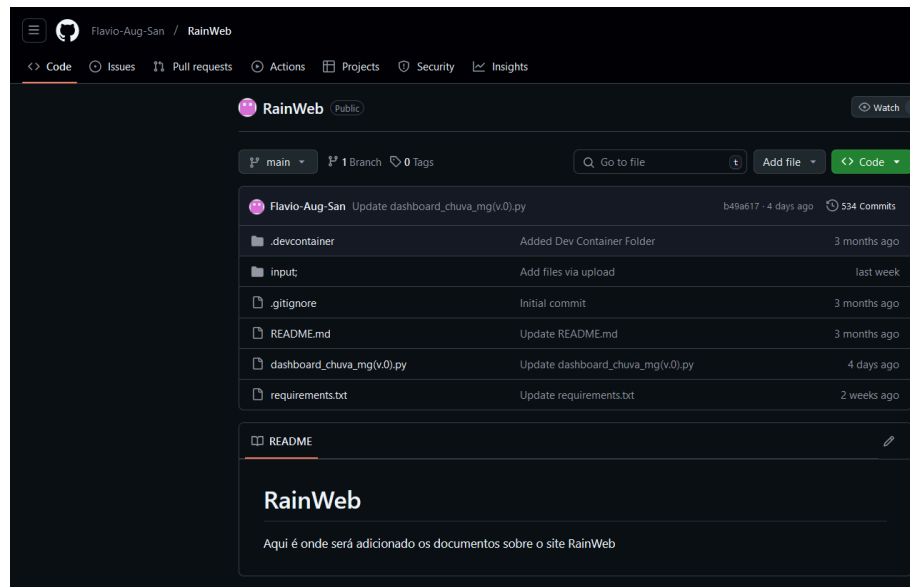 Flavio-Aug-San / RainWeb
Code Issues Pull requests Actions Projects Security Insights
RainWeb Public Watch
main 1 Branch 0 Tags Go to file t Add file Code
Flavio-Aug-San Update dashboard_chuva_mg(v.0).py b49a617 · 4 days ago 534 Commits
.devcontainer Added Dev Container Folder 3 months ago
input; Add files via upload last week
.gitignore Initial commit 3 months ago
README.md Update README.md 3 months ago
dashboard_chuva_mg(v.0).py Update dashboard_chuva_mg(v.0).py 4 days ago
requirements.txt Update requirements.txt 2 weeks ago
README
RainWeb
Aqui é onde será adicionado os documentos sobre o site RainWeb